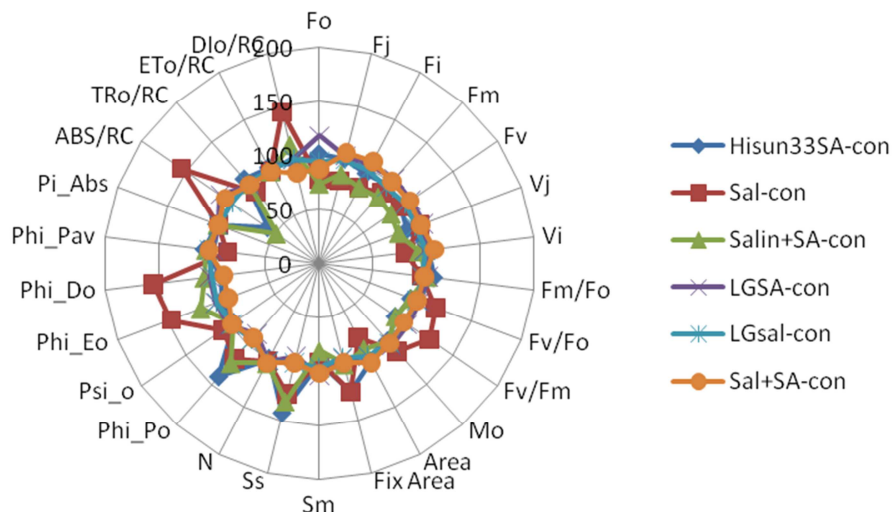 Fo
Fj
Fi
Fm
Fv
Vj
Vi
Fm/Fo
Fv/Fo
Fv/Fm
Mo
Area
Fix Area
Sm
Ss
N
Phi_Po
Psi_o
Phi_Eo
Phi_Do
Phi_Pav
Pi_Abs
ABS/RC
TRo/RC
ETo/RC
DIo/RC
200
150
100
50
0
Hisun33SA-con
Sal-con
Salin+SA-con
LGSA-con
LGsal-con
Sal+SA-con